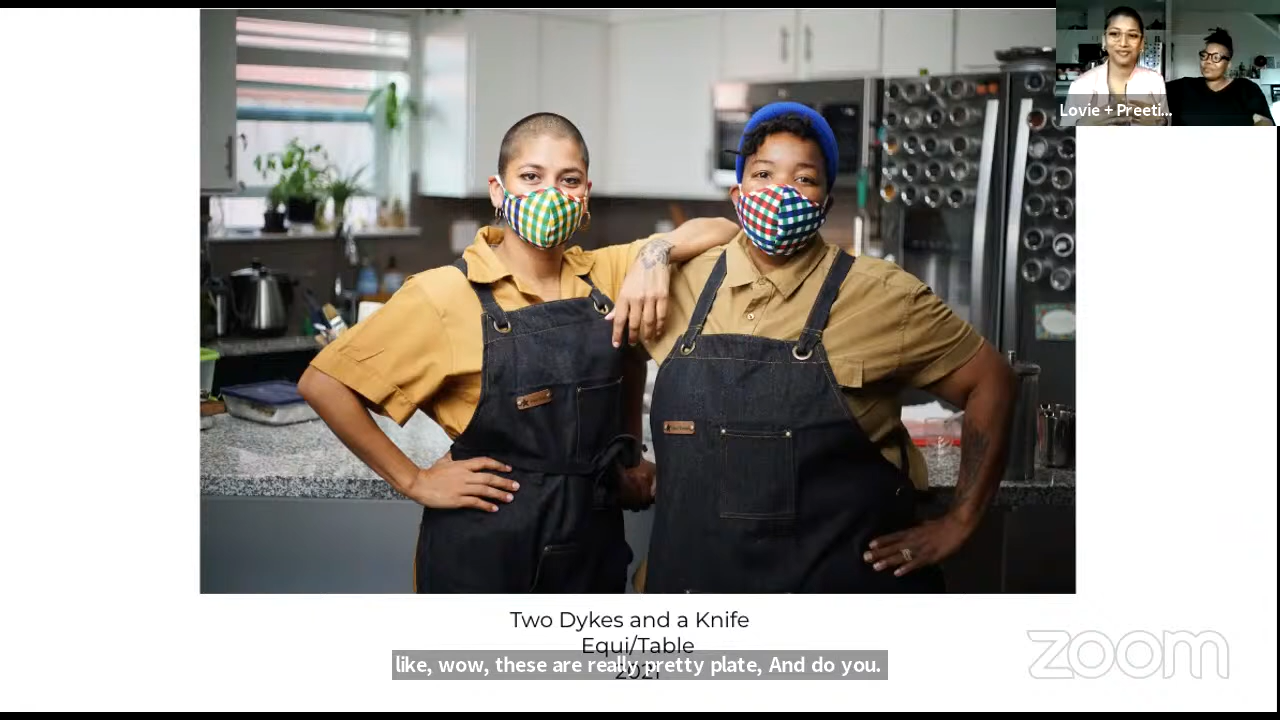 Lovie + Preeti...
Two Dykes and a Knife
Equi/Table
like, wow, these are really pretty plate, And do you.
2021
zoom